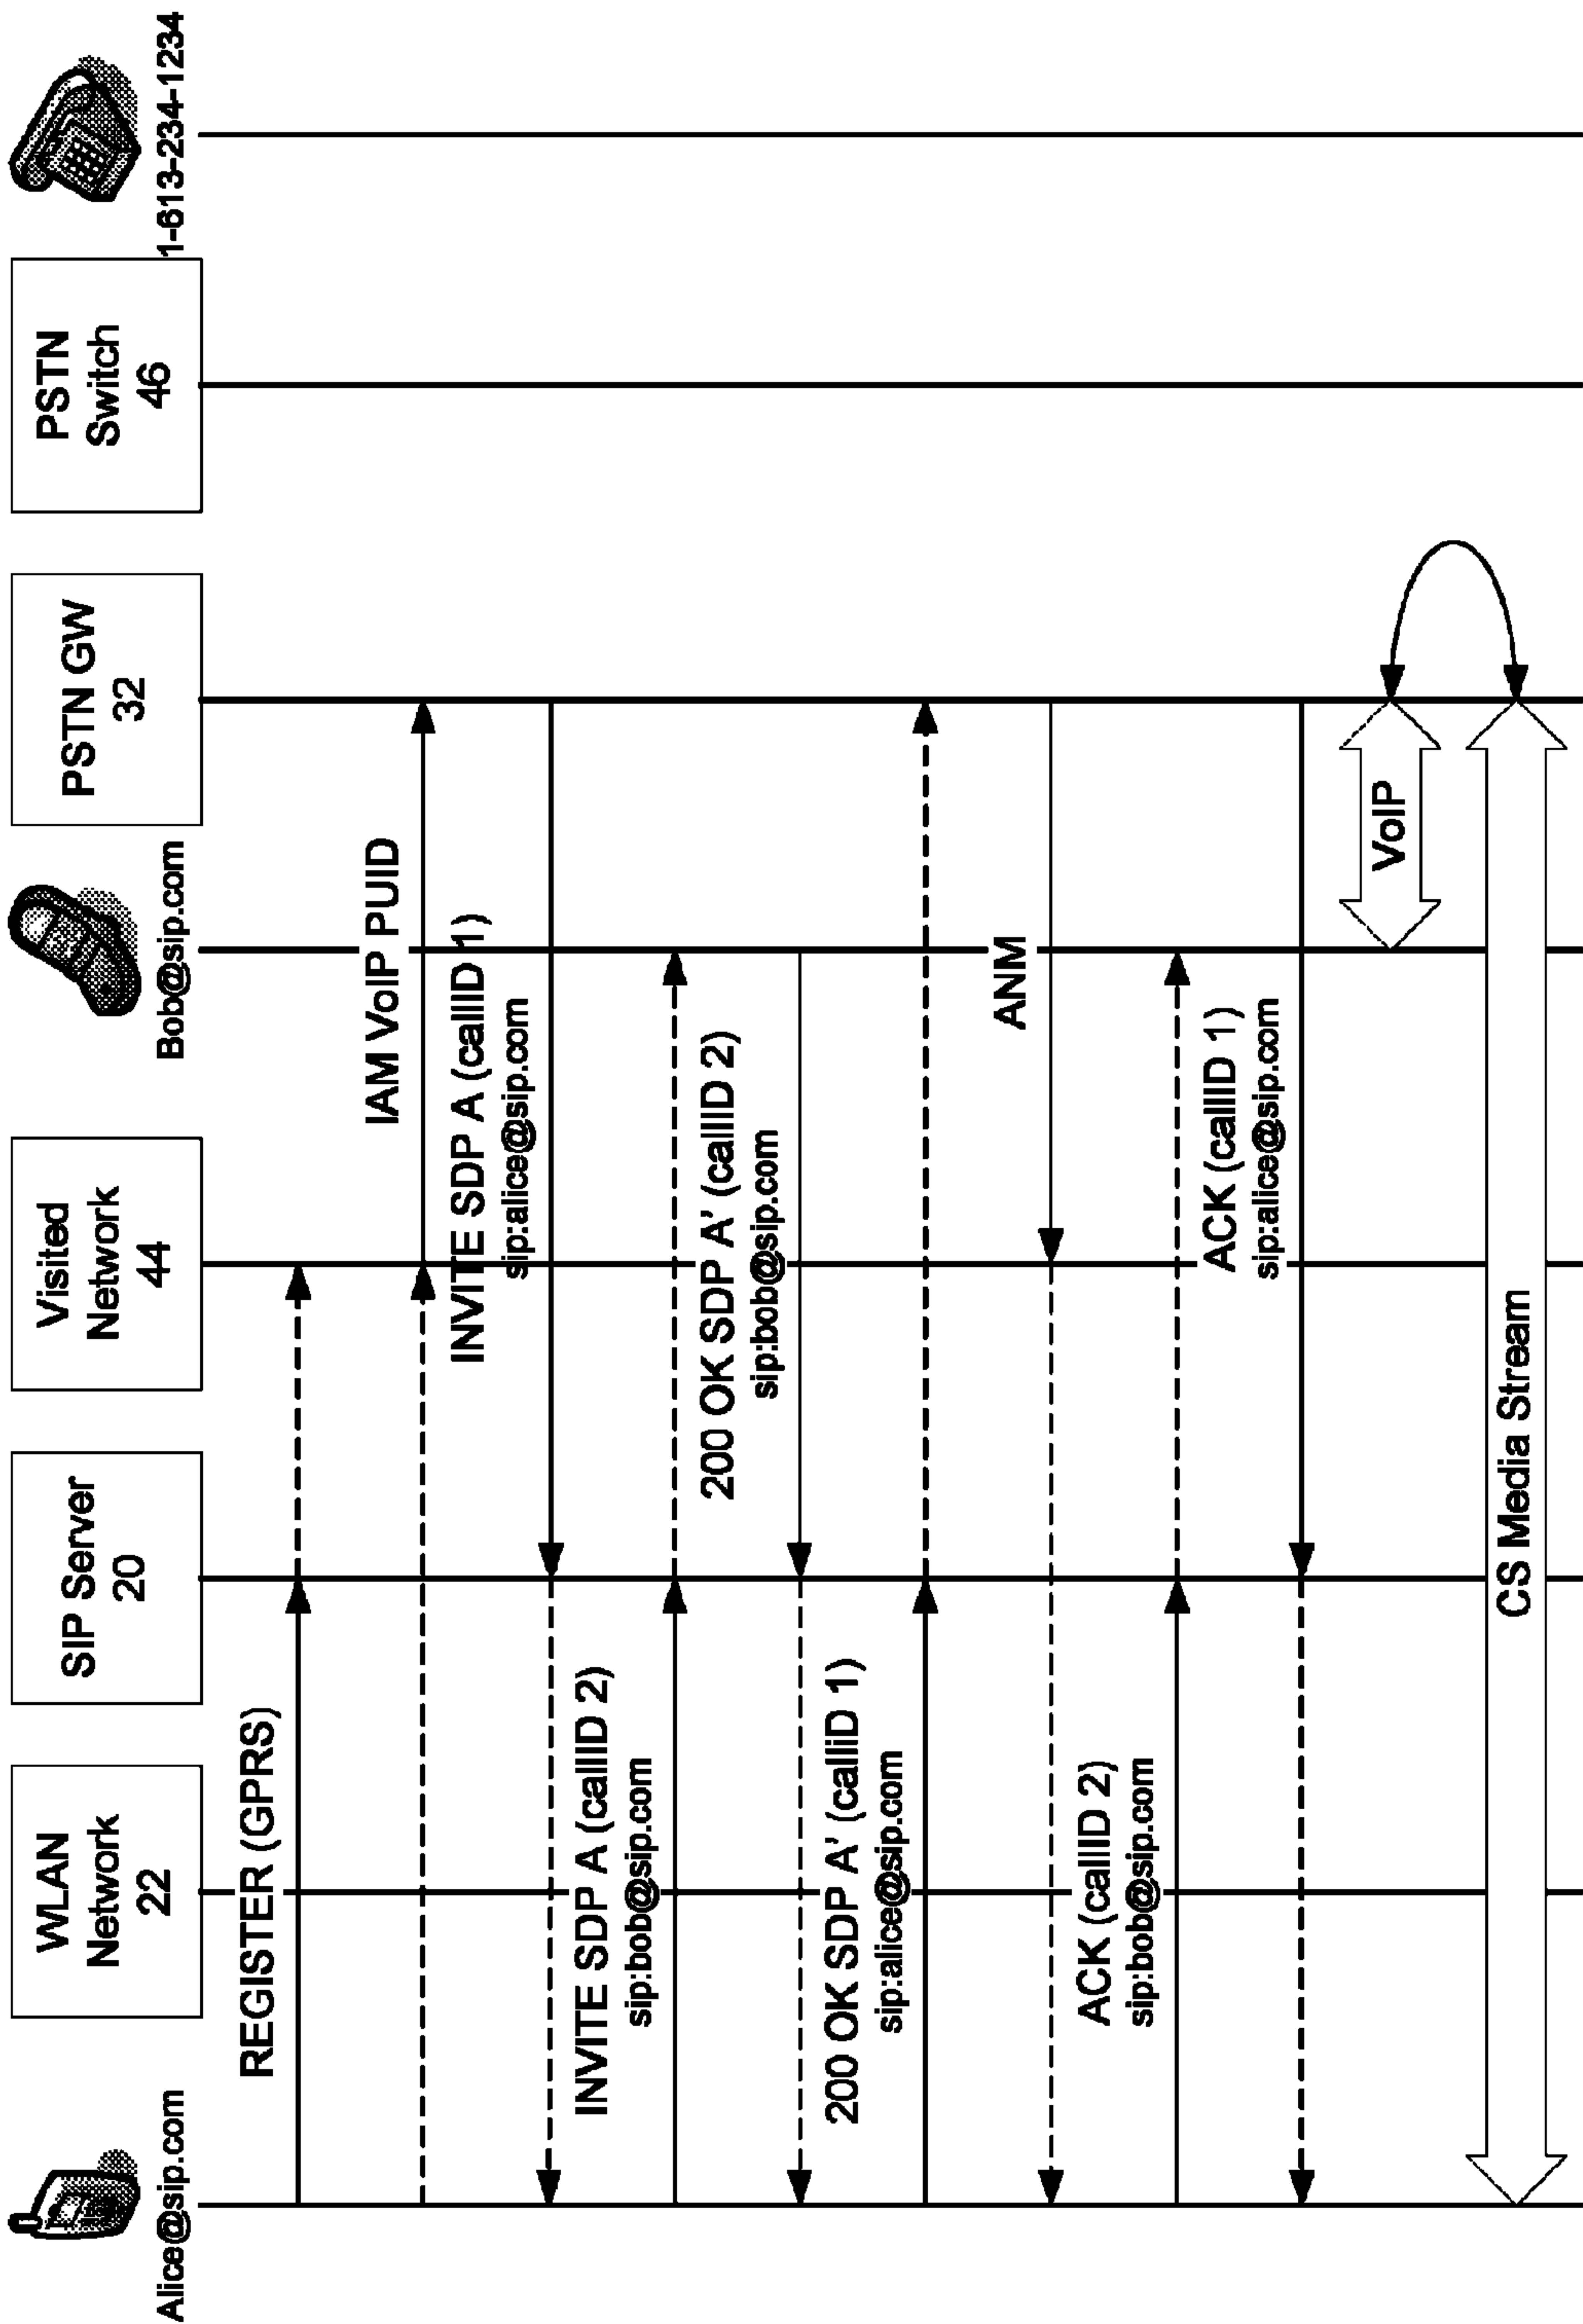 Alice@sip.com
WLAN
Network
22
SIP Server
20
Visited
Network
44
Bob@sip.com
PSTN GW
32
PSTN
Switch
46
1-613-234-1234
REGISTER (GPRS)
IAM VoIP PUID
INVITE SDP A (callID 1)
sip:alice@sip.com
INVITE SDP A (callID 2)
sip:bob@sip.com
200 OK SDP A' (callID 2)
sip:bob@sip.com
200 OK SDP A' (calliD 1)
sip:alice@sip.com
ANM
ACK (callID 2)
sip:bob@sip.com
ACK (callID 1)
sip:alice@sip.com
VoIP
CS Media Stream